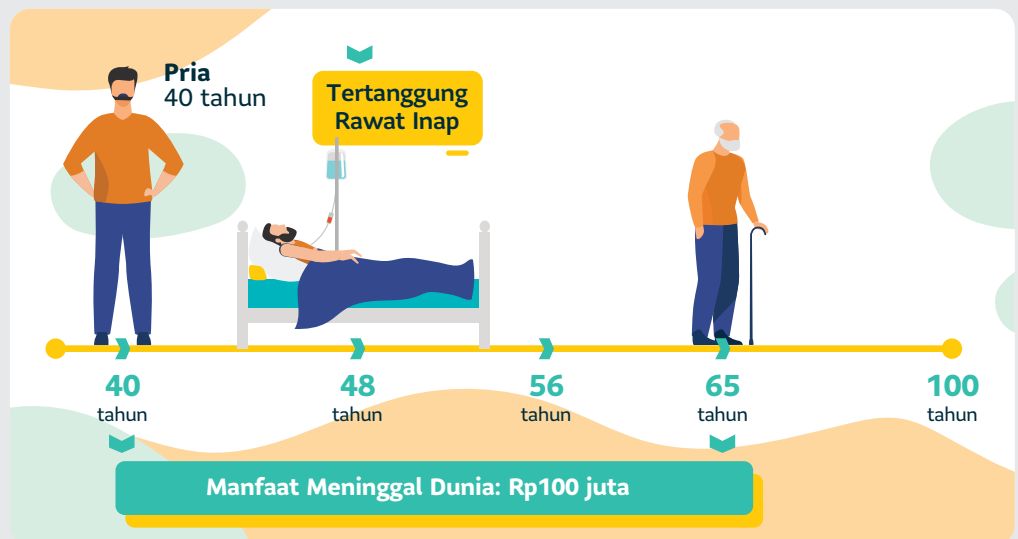 Pria
40 tahun
Tertanggung
Rawat Inap
40
tahun
48
tahun
56
tahun
65
tahun
100
tahun
Manfaat Meninggal Dunia: Rp100 juta